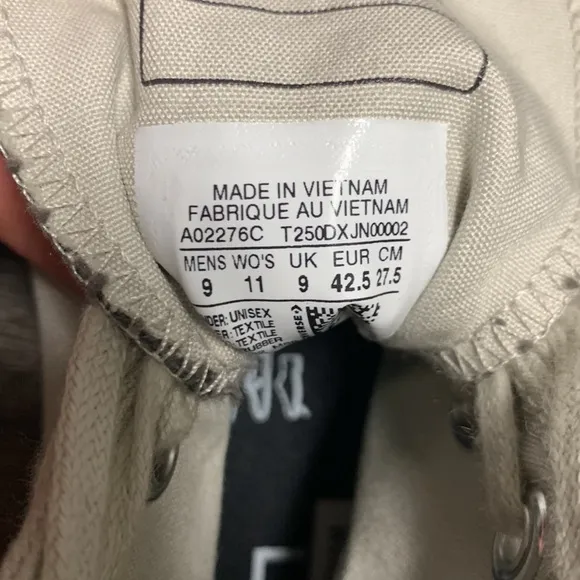 MADE IN VIETNAM
FABRIQUE AU VIETNAM
A02276C T250DXJN00002
MENS WO'S UK EUR CM
9 11 9 42.5 27.5
UNISEX
TEXTILE
TEXTILE